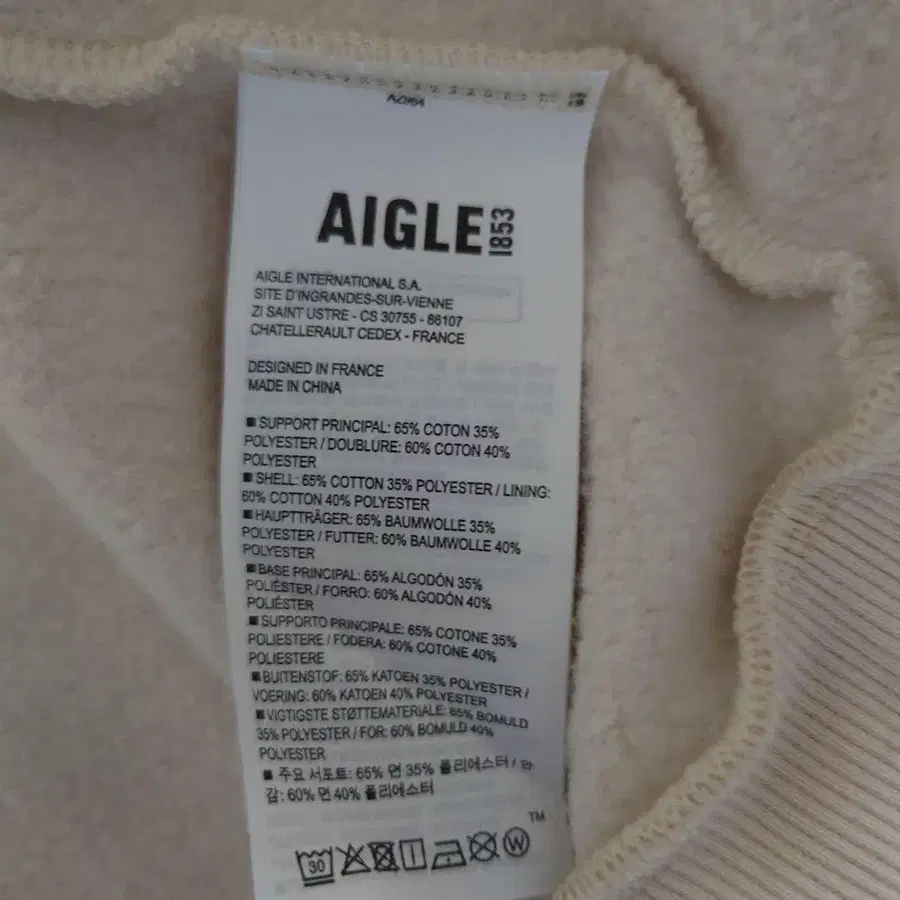 AIGLE 1853
AIGLE INTERNATIONAL S.A.
SITE D'INGRANDES-SUR-VIENNE
ZI SAINT USTRE - CS 30755 - 86107
CHATELLERAULT CEDEX - FRANCE
DESIGNED IN FRANCE
MADE IN CHINA
■ SUPPORT PRINCIPAL: 65% COTON 35%
POLYESTER / DOUBLURE: 60% COTON 40%
POLYESTER
■ SHELL: 65% COTTON 35% POLYESTER / LINING:
60% COTTON 40% POLYESTER
■ HAUPTTRÄGER: 65% BAUMWOLLE 35%
POLYESTER / FUTTER: 60% BAUMWOLLE 40%
POLYESTER
■ BASE PRINCIPAL: 65% ALGODÓN 35%
POLIÉSTER / FORRO: 60% ALGODÓN 40%
POLIÉSTER
■ SUPPORTO PRINCIPALE: 65% COTONE 35%
POLIESTERE / FODERA: 60% COTONE 40%
POLIESTERE
■ BUITENSTOF: 65% KATOEN 35% POLYESTER /
VOERING: 60% KATOEN 40% POLYESTER
■ VIGTIGSTE STØTTEMATERIALE: 65% BOMULD
35% POLYESTER / FOR: 60% BOMULD 40%
POLYESTER
■ 주요 서포트: 65% 면 35% 폴리에스터 / 안
감: 60% 면 40% 폴리에스터
TM
30 W